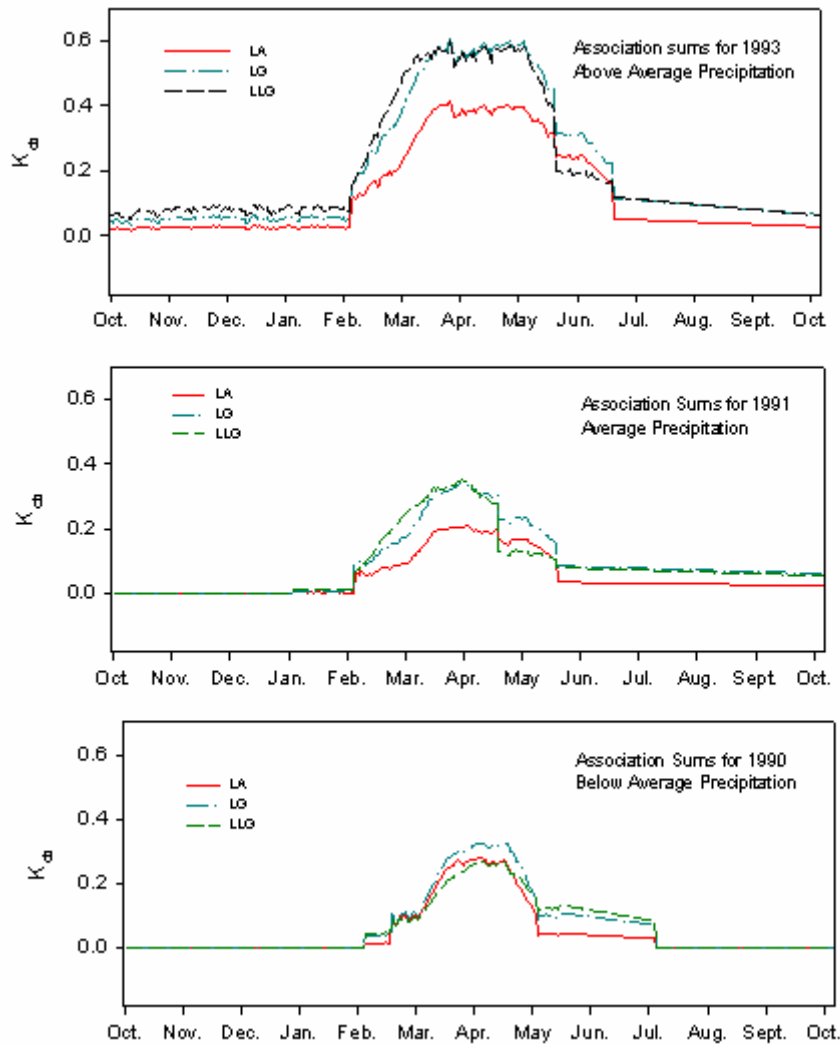 0.6
0.4
0.2
0.0
K cb
LA
LG
LLG
Association sums for 1993
Above Average Precipitation
Oct. Nov. Dec. Jan. Feb. Mar. Apr. May Jun. Jul. Aug. Sept. Oct.
0.6
0.4
0.2
0.0
K cb
LA
LG
LLG
Association Sums for 1991
Average Precipitation
Oct. Nov. Dec. Jan. Feb. Mar. Apr. May Jun. Jul. Aug. Sept. Oct.
0.6
0.4
0.2
0.0
K cb
LA
LG
LLG
Association Sums for 1990
Below Average Precipitation
Oct. Nov. Dec. Jan. Feb. Mar. Apr. May Jun. Jul. Aug. Sept. Oct.